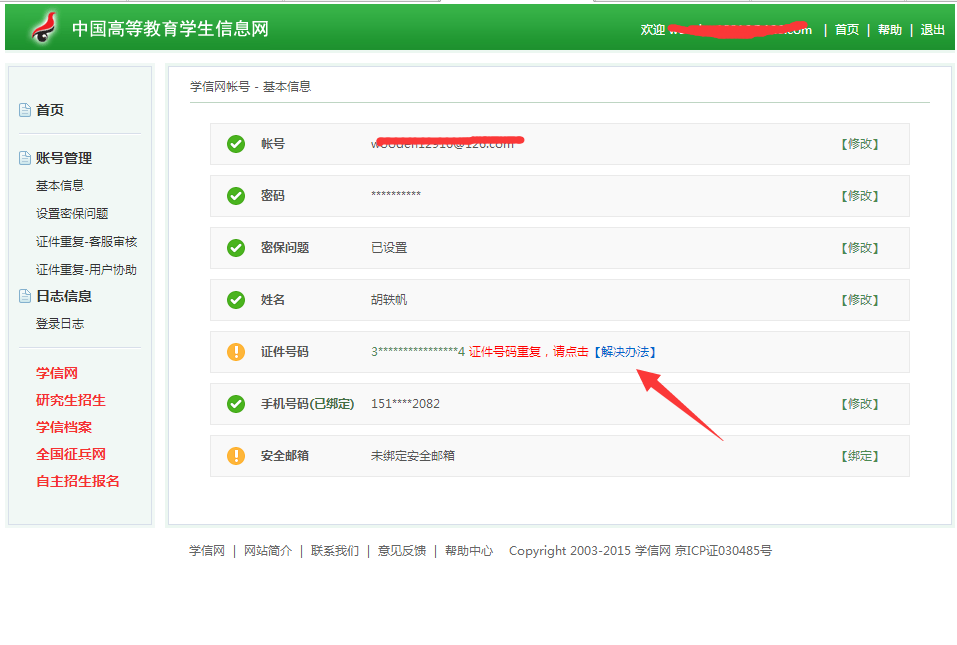 中国高等教育学生信息网
欢迎 | 首页 | 帮助 | 退出
首页
账号管理
基本信息
设置密保问题
证件重复-客服审核
证件重复-用户协助
日志信息
登录日志
学信网
研究生招生
学信档案
全国征兵网
自主招生报名
学信网帐号 - 基本信息
帐号 【修改】
密码 ********** 【修改】
密保问题 已设置 【修改】
姓名 胡轶帆 【修改】
证件号码 3****************4 证件号码重复，请点击【解决办法】
手机号码(已绑定) 151****2082 【修改】
安全邮箱 未绑定安全邮箱 【绑定】
学信网 | 网站简介 | 联系我们 | 意见反馈 | 帮助中心 Copyright 2003-2015 学信网 京ICP证030485号